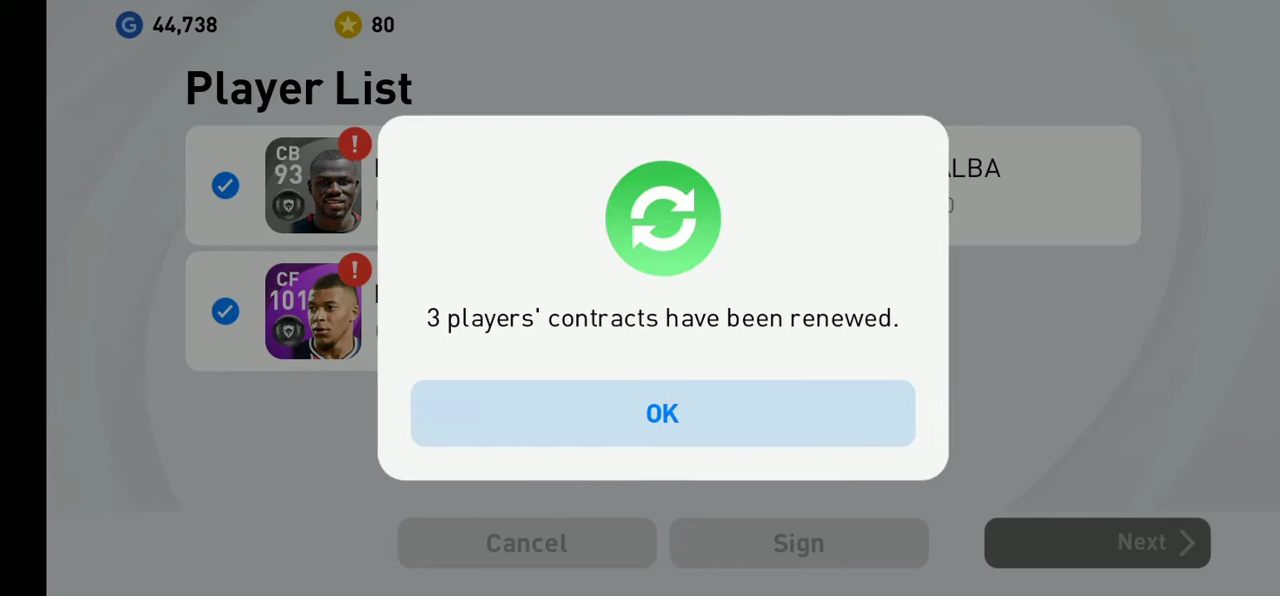 44,738
80
Player List
CB
93
ALBA
CF
101
3 players' contracts have been renewed.
OK
Cancel
Sign
Next